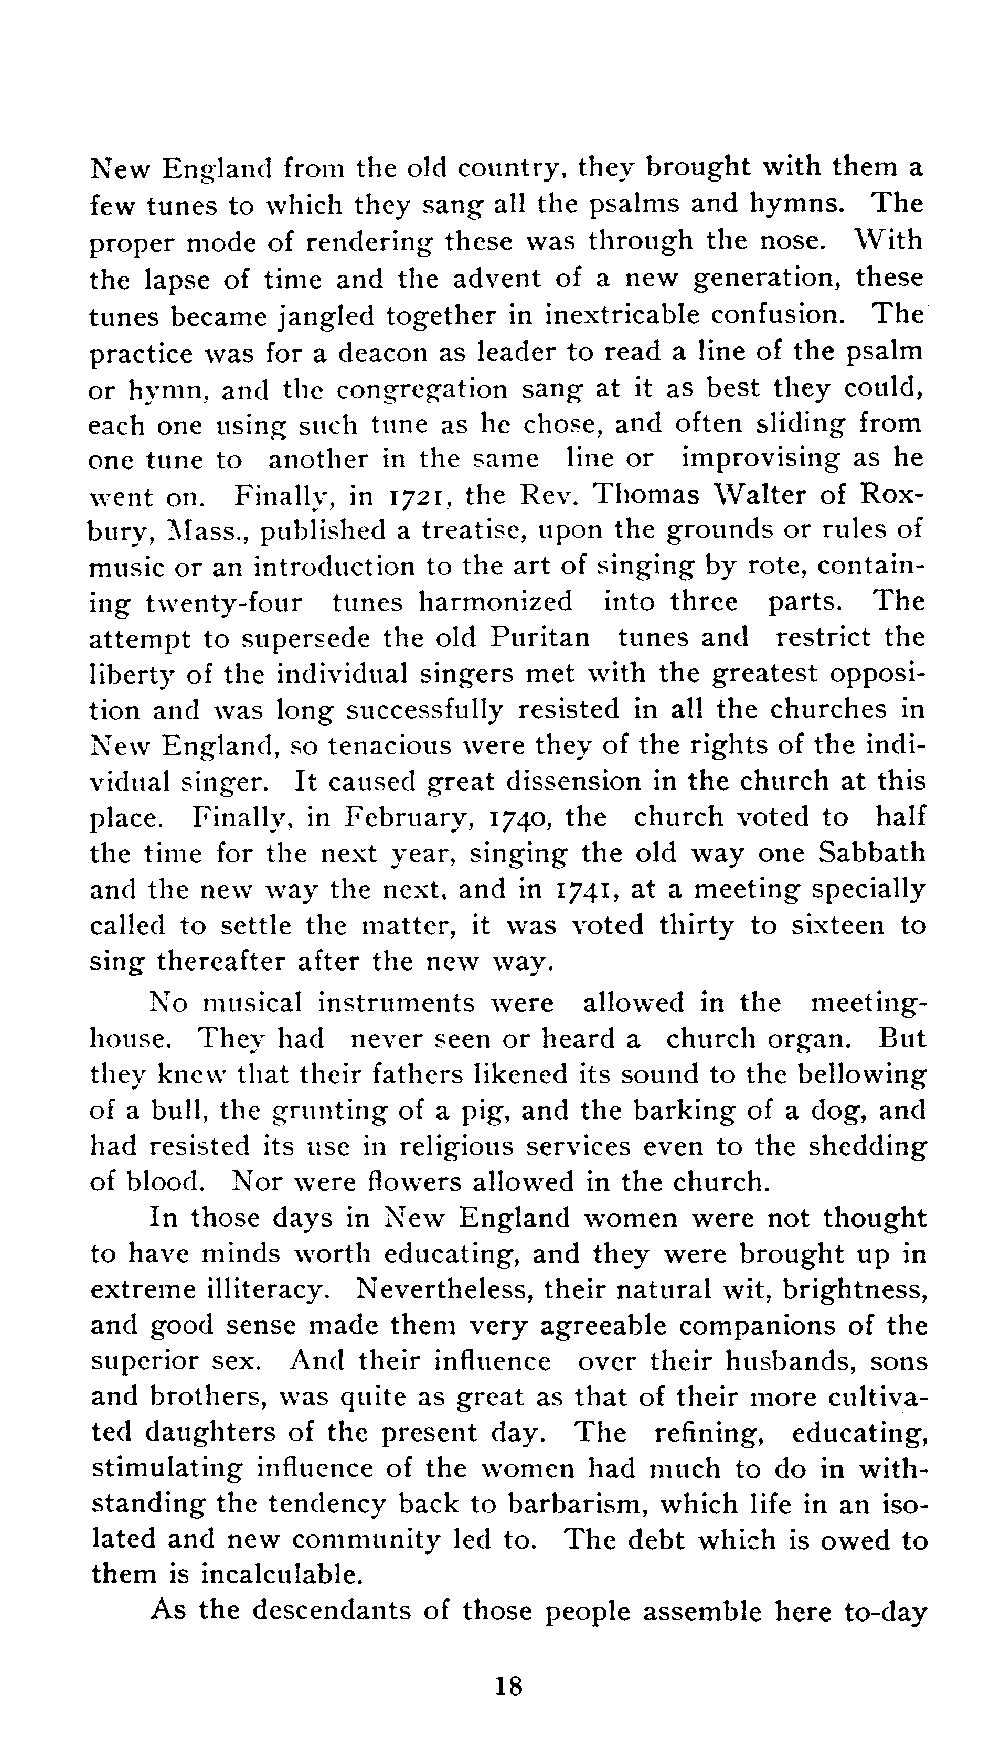 New England from the old country, they brought with them a
few tunes to which they sang all the psalms and hymns. The
proper mode of rendering these was through the nose. With
the lapse of time and the advent of a new generation, these
tunes became jangled together in inextricable confusion. The
practice was for a deacon as leader to read a line of the psalm
or hymn, and the congregation sang at it as best they could,
each one using such tune as he chose, and often sliding from
one tune to another in the same line or improvising as he
went on. Finally, in 1721, the Rev. Thomas Walter of Rox-
bury, Mass., published a treatise, upon the grounds or rules of
music or an introduction to the art of singing by rote, contain-
ing twenty-four tunes harmonized into three parts. The
attempt to supersede the old Puritan tunes and restrict the
liberty of the individual singers met with the greatest opposi-
tion and was long successfully resisted in all the churches in
New England, so tenacious were they of the rights of the indi-
vidual singer. It caused great dissension in the church at this
place. Finally, in February, 1740, the church voted to half
the time for the next year, singing the old way one Sabbath
and the new way the next, and in 1741, at a meeting specially
called to settle the matter, it was voted thirty to sixteen to
sing thereafter after the new way.
No musical instruments were allowed in the meeting-
house. They had never seen or heard a church organ. But
they knew that their fathers likened its sound to the bellowing
of a bull, the grunting of a pig, and the barking of a dog, and
had resisted its use in religious services even to the shedding
of blood. Nor were flowers allowed in the church.
In those days in New England women were not thought
to have minds worth educating, and they were brought up in
extreme illiteracy. Nevertheless, their natural wit, brightness,
and good sense made them very agreeable companions of the
superior sex. And their influence over their husbands, sons
and brothers, was quite as great as that of their more cultiva-
ted daughters of the present day. The refining, educating,
stimulating influence of the women had much to do in with-
standing the tendency back to barbarism, which life in an iso-
lated and new community led to. The debt which is owed to
them is incalculable.
As the descendants of those people assemble here to-day
18